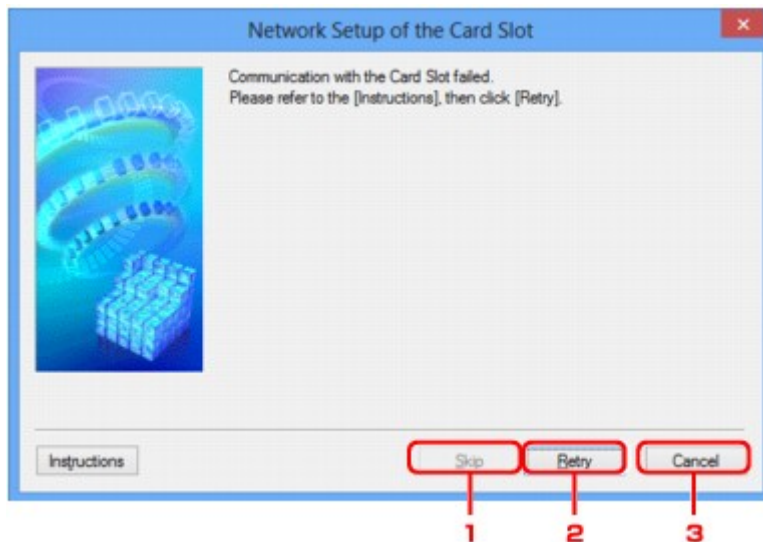 Network Setup of the Card Slot
Communication with the Card Slot failed.
Please refer to the [Instructions], then click [Retry].
Instructions
Skip
Retry
Cancel
1
2
3